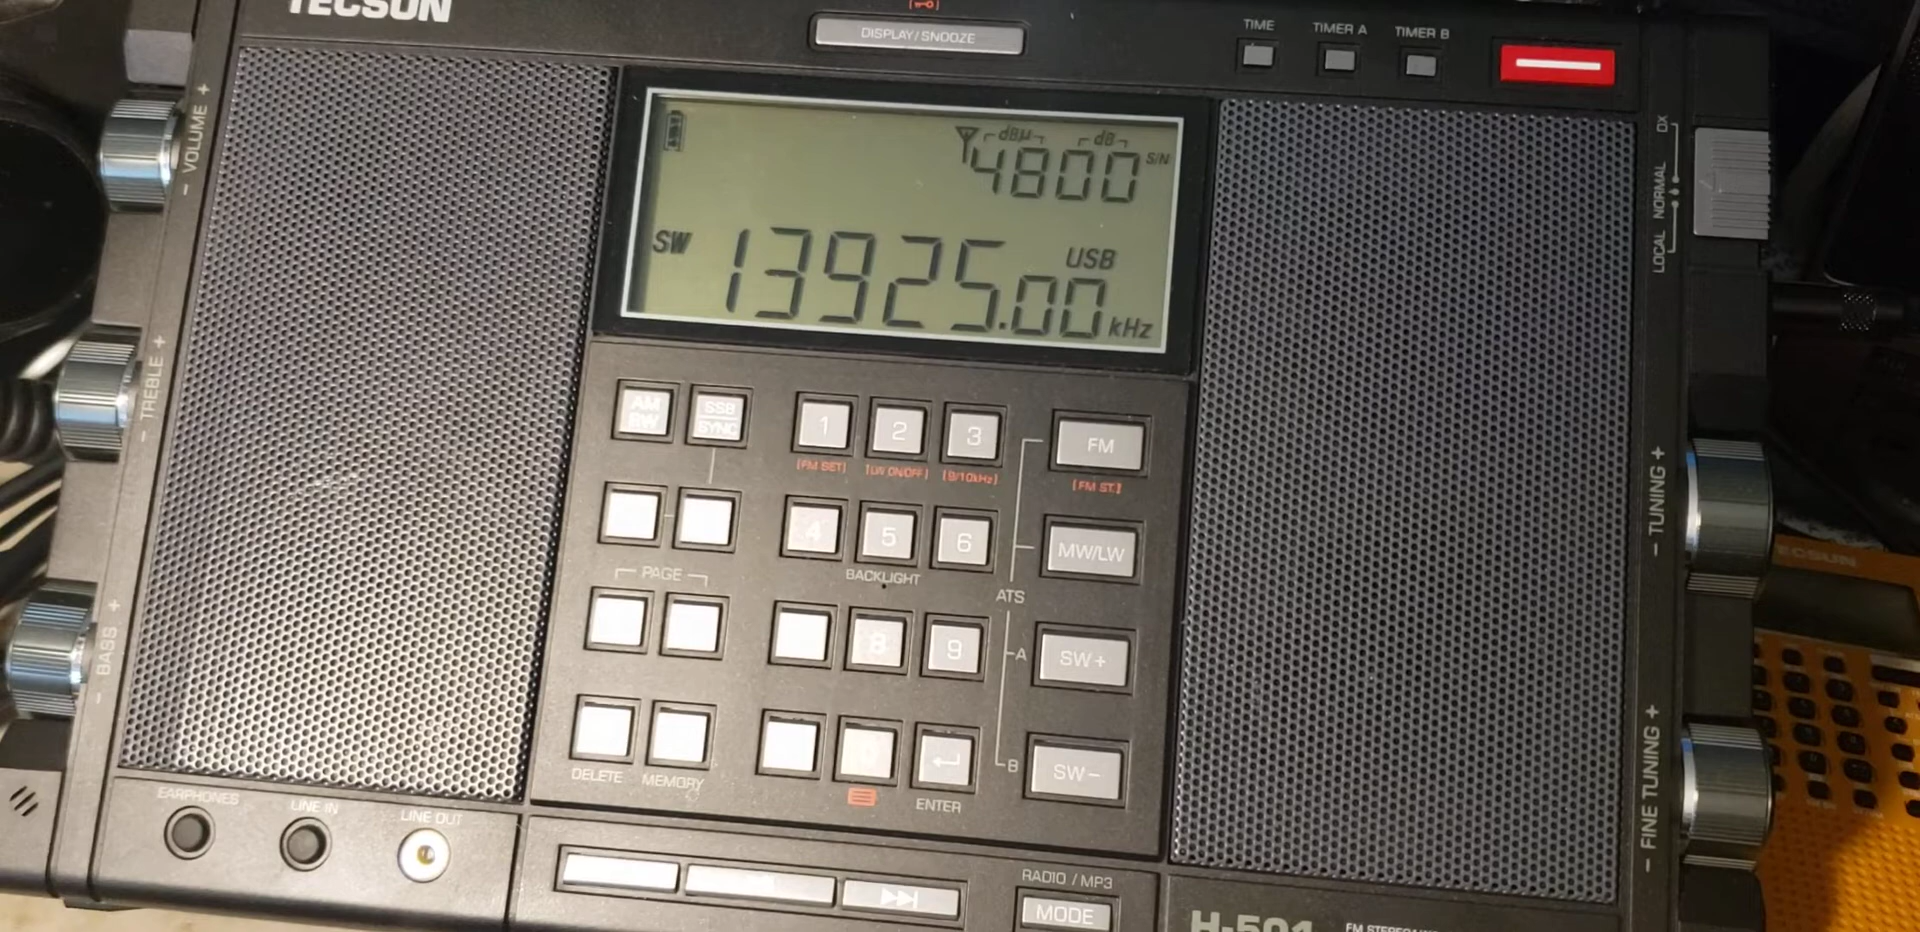 TECSUN
DISPLAY/SNOOZE
TIME
TIMER A
TIMER B
- VOLUME +
- TREBLE +
- BASS +
dBµ
dB
4800
S/N
SW
13925.00
USB
kHz
LOCAL NORMAL DX
AM
BW
SSB
SYNC
1
2
3
FM
[FM SET]
[LW ON/OFF]
[9/10kHz]
[FM ST.]
4
5
6
MW/LW
PAGE
BACKLIGHT
ATS
8
9
A
SW+
B
SW-
DELETE
MEMORY
ENTER
- TUNING +
- FINE TUNING +
EARPHONES
LINE IN
LINE OUT
RADIO / MP3
MODE
H-501
TECSUN